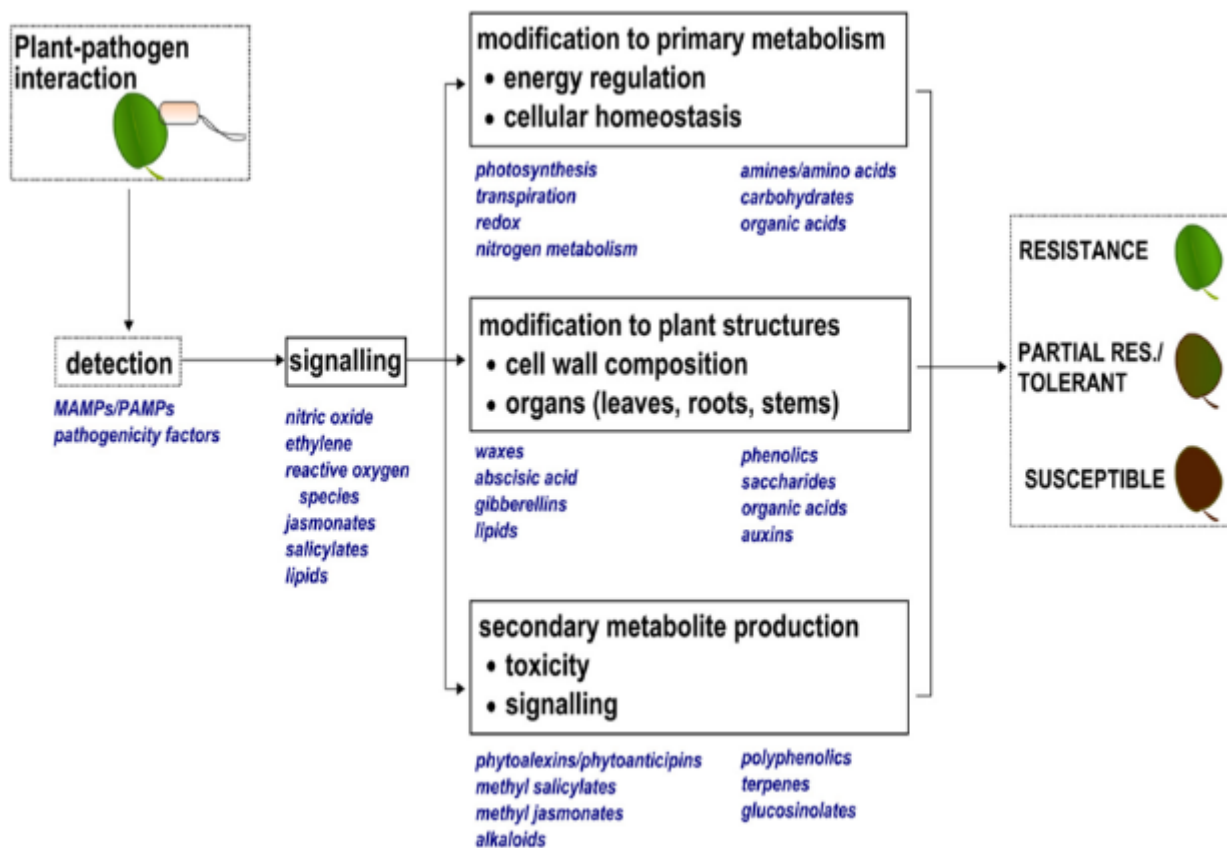 Plant-pathogen
interaction
detection
MAMPs/PAMPs
pathogenicity factors
signalling
nitric oxide
ethylene
reactive oxygen
species
jasmonates
salicylates
lipids
modification to primary metabolism
• energy regulation
• cellular homeostasis
photosynthesis
transpiration
redox
nitrogen metabolism
amines/amino acids
carbohydrates
organic acids
modification to plant structures
• cell wall composition
• organs (leaves, roots, stems)
waxes
abscisic acid
gibberellins
lipids
phenolics
saccharides
organic acids
auxins
secondary metabolite production
• toxicity
• signalling
phytoalexins/phytoanticipins
methyl salicylates
methyl jasmonates
alkaloids
polyphenolics
terpenes
glucosinolates
RESISTANCE
PARTIAL RES./
TOLERANT
SUSCEPTIBLE